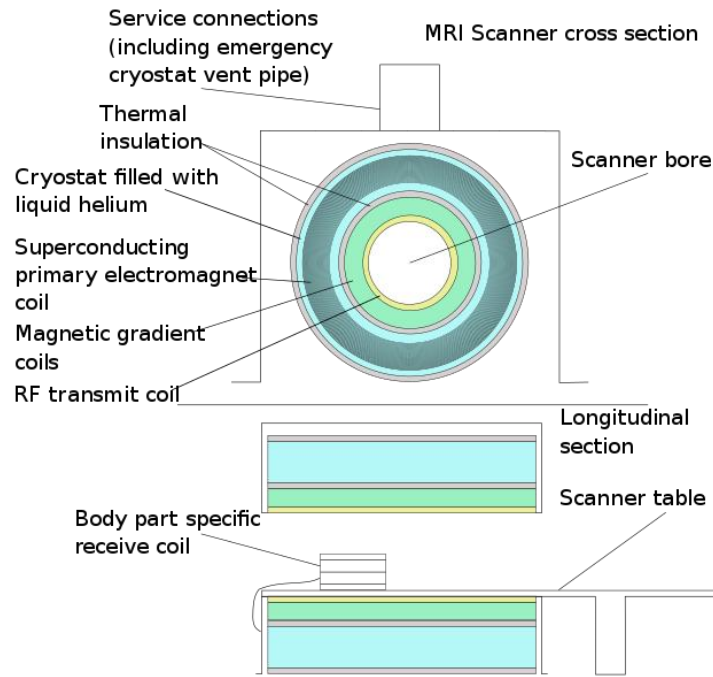 Service connections
(including emergency
cryostat vent pipe)
MRI Scanner cross section
Thermal
insulation
Scanner bore
Cryostat filled with
liquid helium
Superconducting
primary electromagnet
coil
Magnetic gradient
coils
RF transmit coil
Longitudinal
section
Scanner table
Body part specific
receive coil